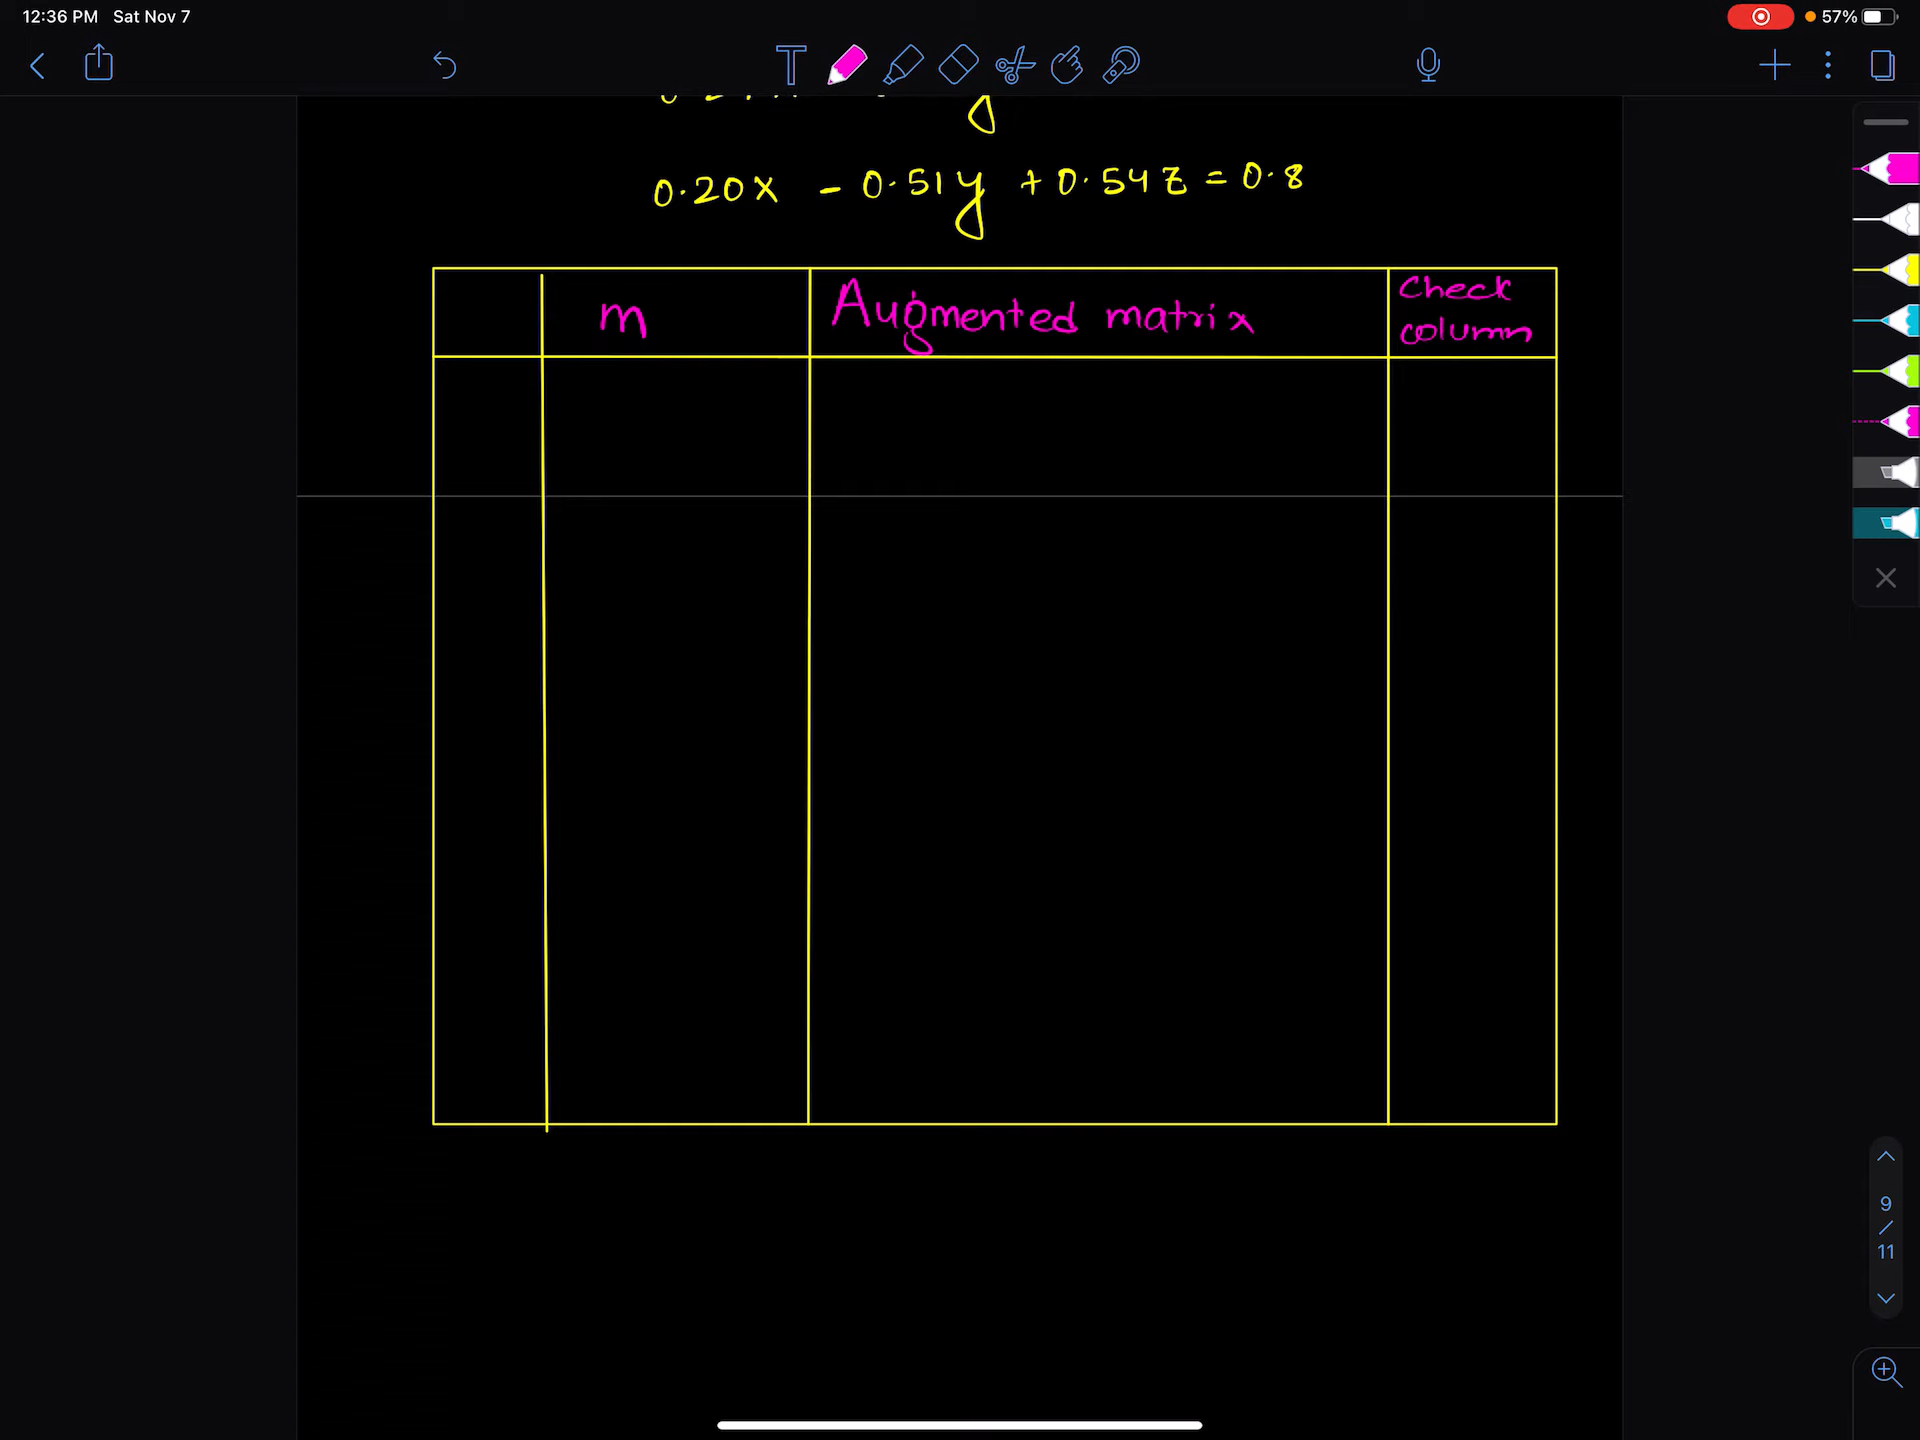 12:36 PM Sat Nov 7
57%
0.20x - 0.51y + 0.54z = 0.8
m
Augmented matrix
Check
column
9
/
11